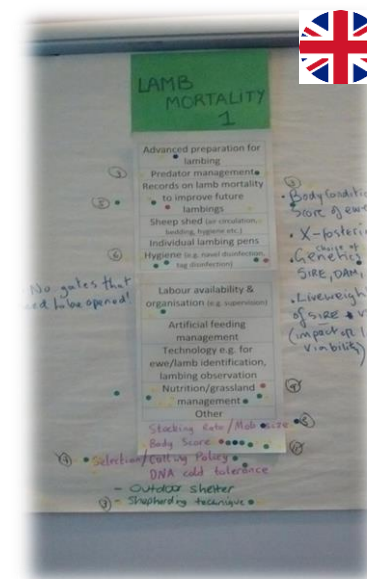 LAMB
MORTALITY
1
Advanced preparation for
lambing
③ Predator management
Records on lamb mortality
⑤ to improve future
lambings
Sheep shed (air circulation,
bedding, hygiene etc.)
Individual lambing pens
⑥ Hygiene (e.g. navel disinfection,
tag disinfection)
Labour availability &
organisation (e.g. supervision)
Artificial feeding
management
Technology e.g. for
ewe/lamb identification,
lambing observation
Nutrition/grassland
management
Other
Stocking Rate/Mob size
Body Score
Selection/Culling Policy
DNA cold tolerance
- Outdoor shelter
- Shepherding technique
No gates that
to be opened!
Body Condition
Score of ewe
X-fostering
choice of
Genetics
SIRE, DAM,
Liveweight
of SIRE
(impact on
viability)